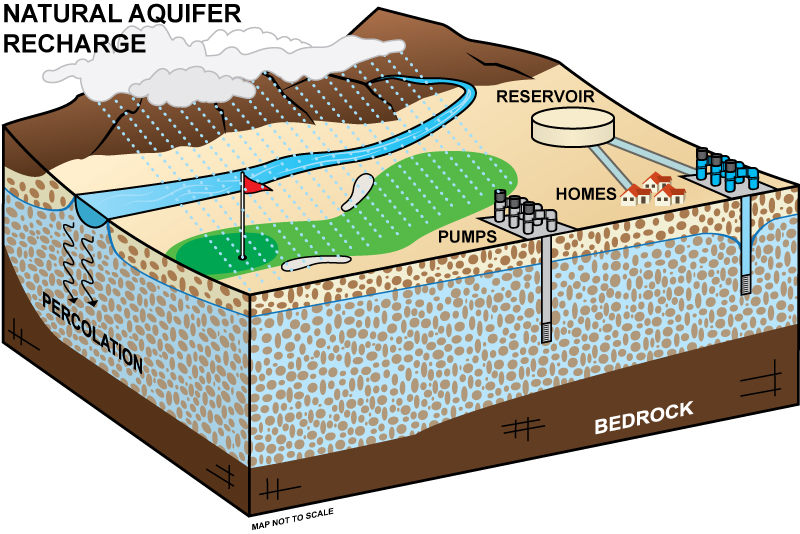 NATURAL AQUIFER
RECHARGE
RESERVOIR
HOMES
PUMPS
PERCOLATION
BEDROCK
MAP NOT TO SCALE